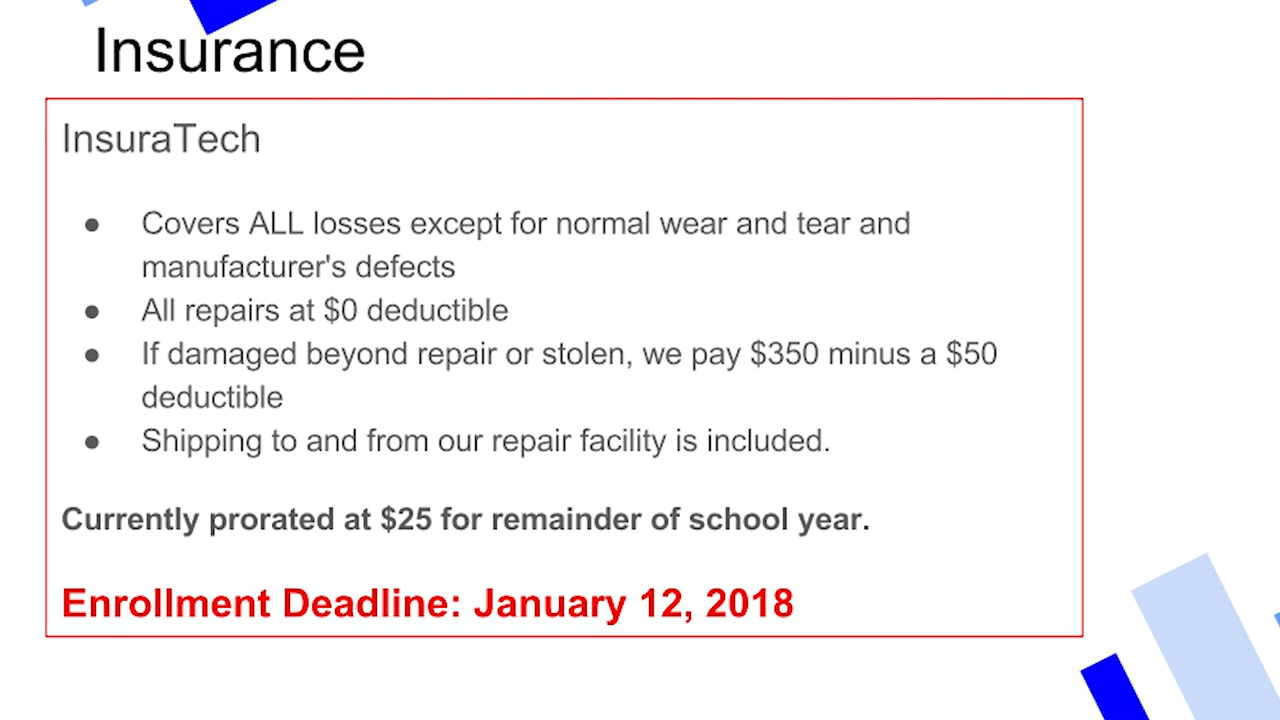 Insurance
InsuraTech
● Covers ALL losses except for normal wear and tear and
manufacturer's defects
● All repairs at $0 deductible
● If damaged beyond repair or stolen, we pay $350 minus a $50
deductible
● Shipping to and from our repair facility is included.
Currently prorated at $25 for remainder of school year.
Enrollment Deadline: January 12, 2018